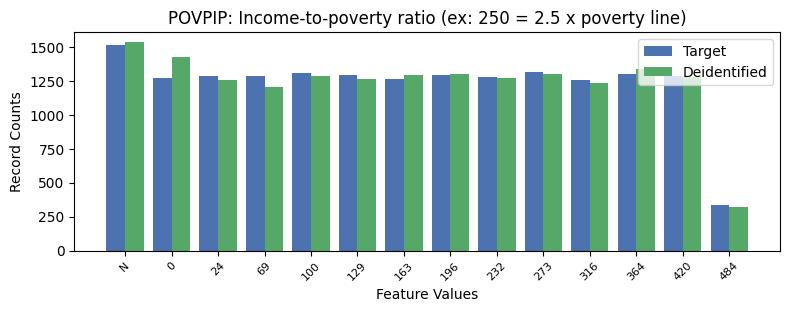 POVPIP: Income-to-poverty ratio (ex: 250 = 2.5 x poverty line)
Target
Deidentified
Record Counts
1500
1250
1000
750
500
250
0
N 0 24 69 100 129 163 196 232 273 316 364 420 484
Feature Values